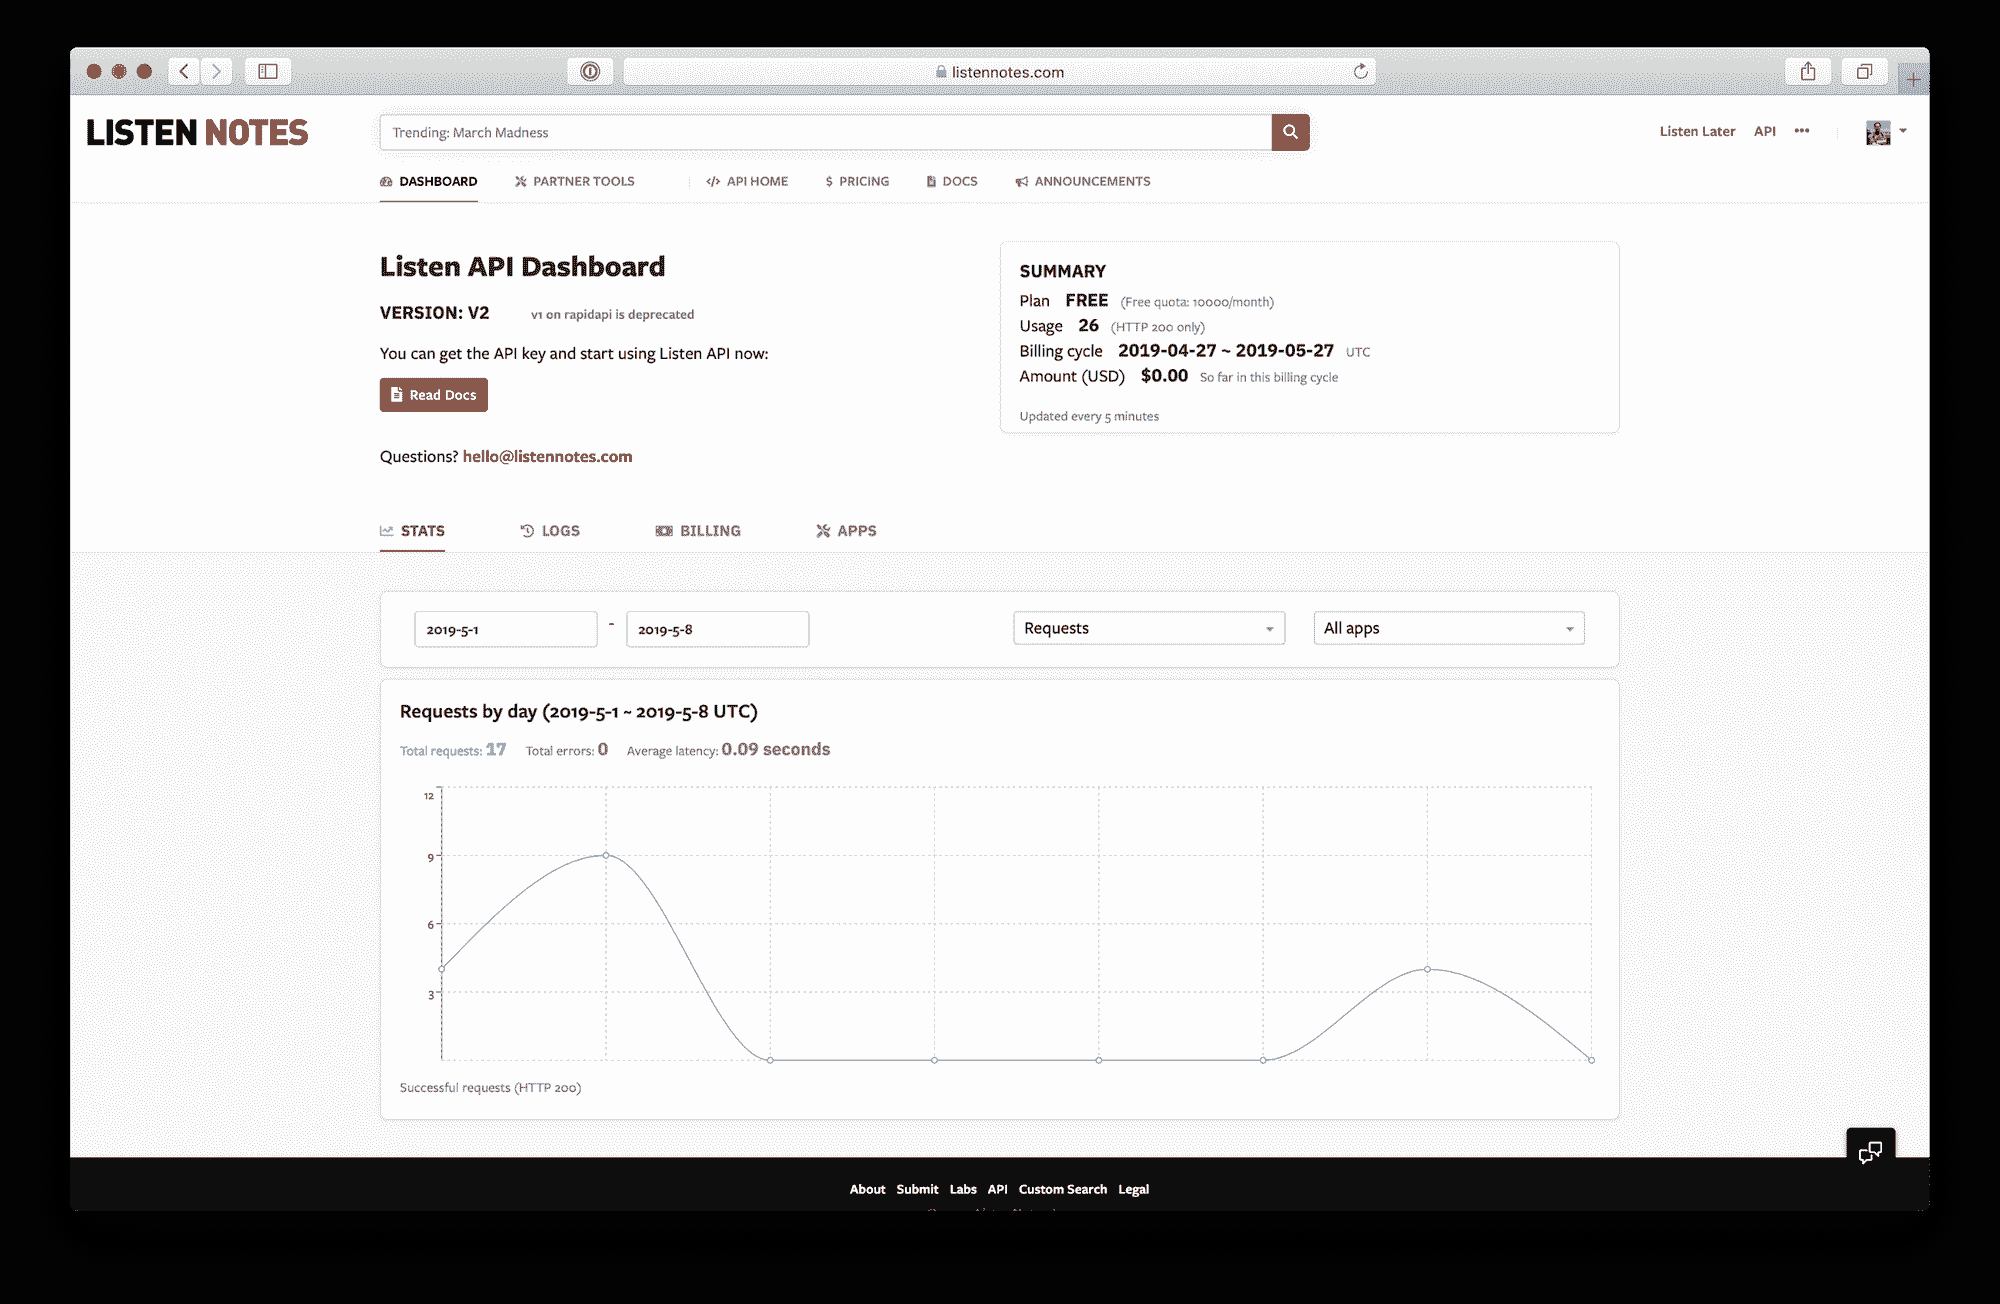 listennotes.com
LISTEN NOTES
Trending: March Madness
Listen Later API •••
DASHBOARD PARTNER TOOLS </> API HOME $ PRICING DOCS ANNOUNCEMENTS
Listen API Dashboard
VERSION: V2 v1 on rapidapi is deprecated
You can get the API key and start using Listen API now:
Read Docs
Questions? hello@listennotes.com
SUMMARY
Plan FREE (Free quota: 10000/month)
Usage 26 (HTTP 200 only)
Billing cycle 2019-04-27 ~ 2019-05-27 UTC
Amount (USD) $0.00 So far in this billing cycle
Updated every 5 minutes
STATS LOGS BILLING APPS
2019-5-1 - 2019-5-8 Requests All apps
Requests by day (2019-5-1 ~ 2019-5-8 UTC)
Total requests: 17 Total errors: 0 Average latency: 0.09 seconds
12
9
6
3
Successful requests (HTTP 200)
About Submit Labs API Custom Search Legal